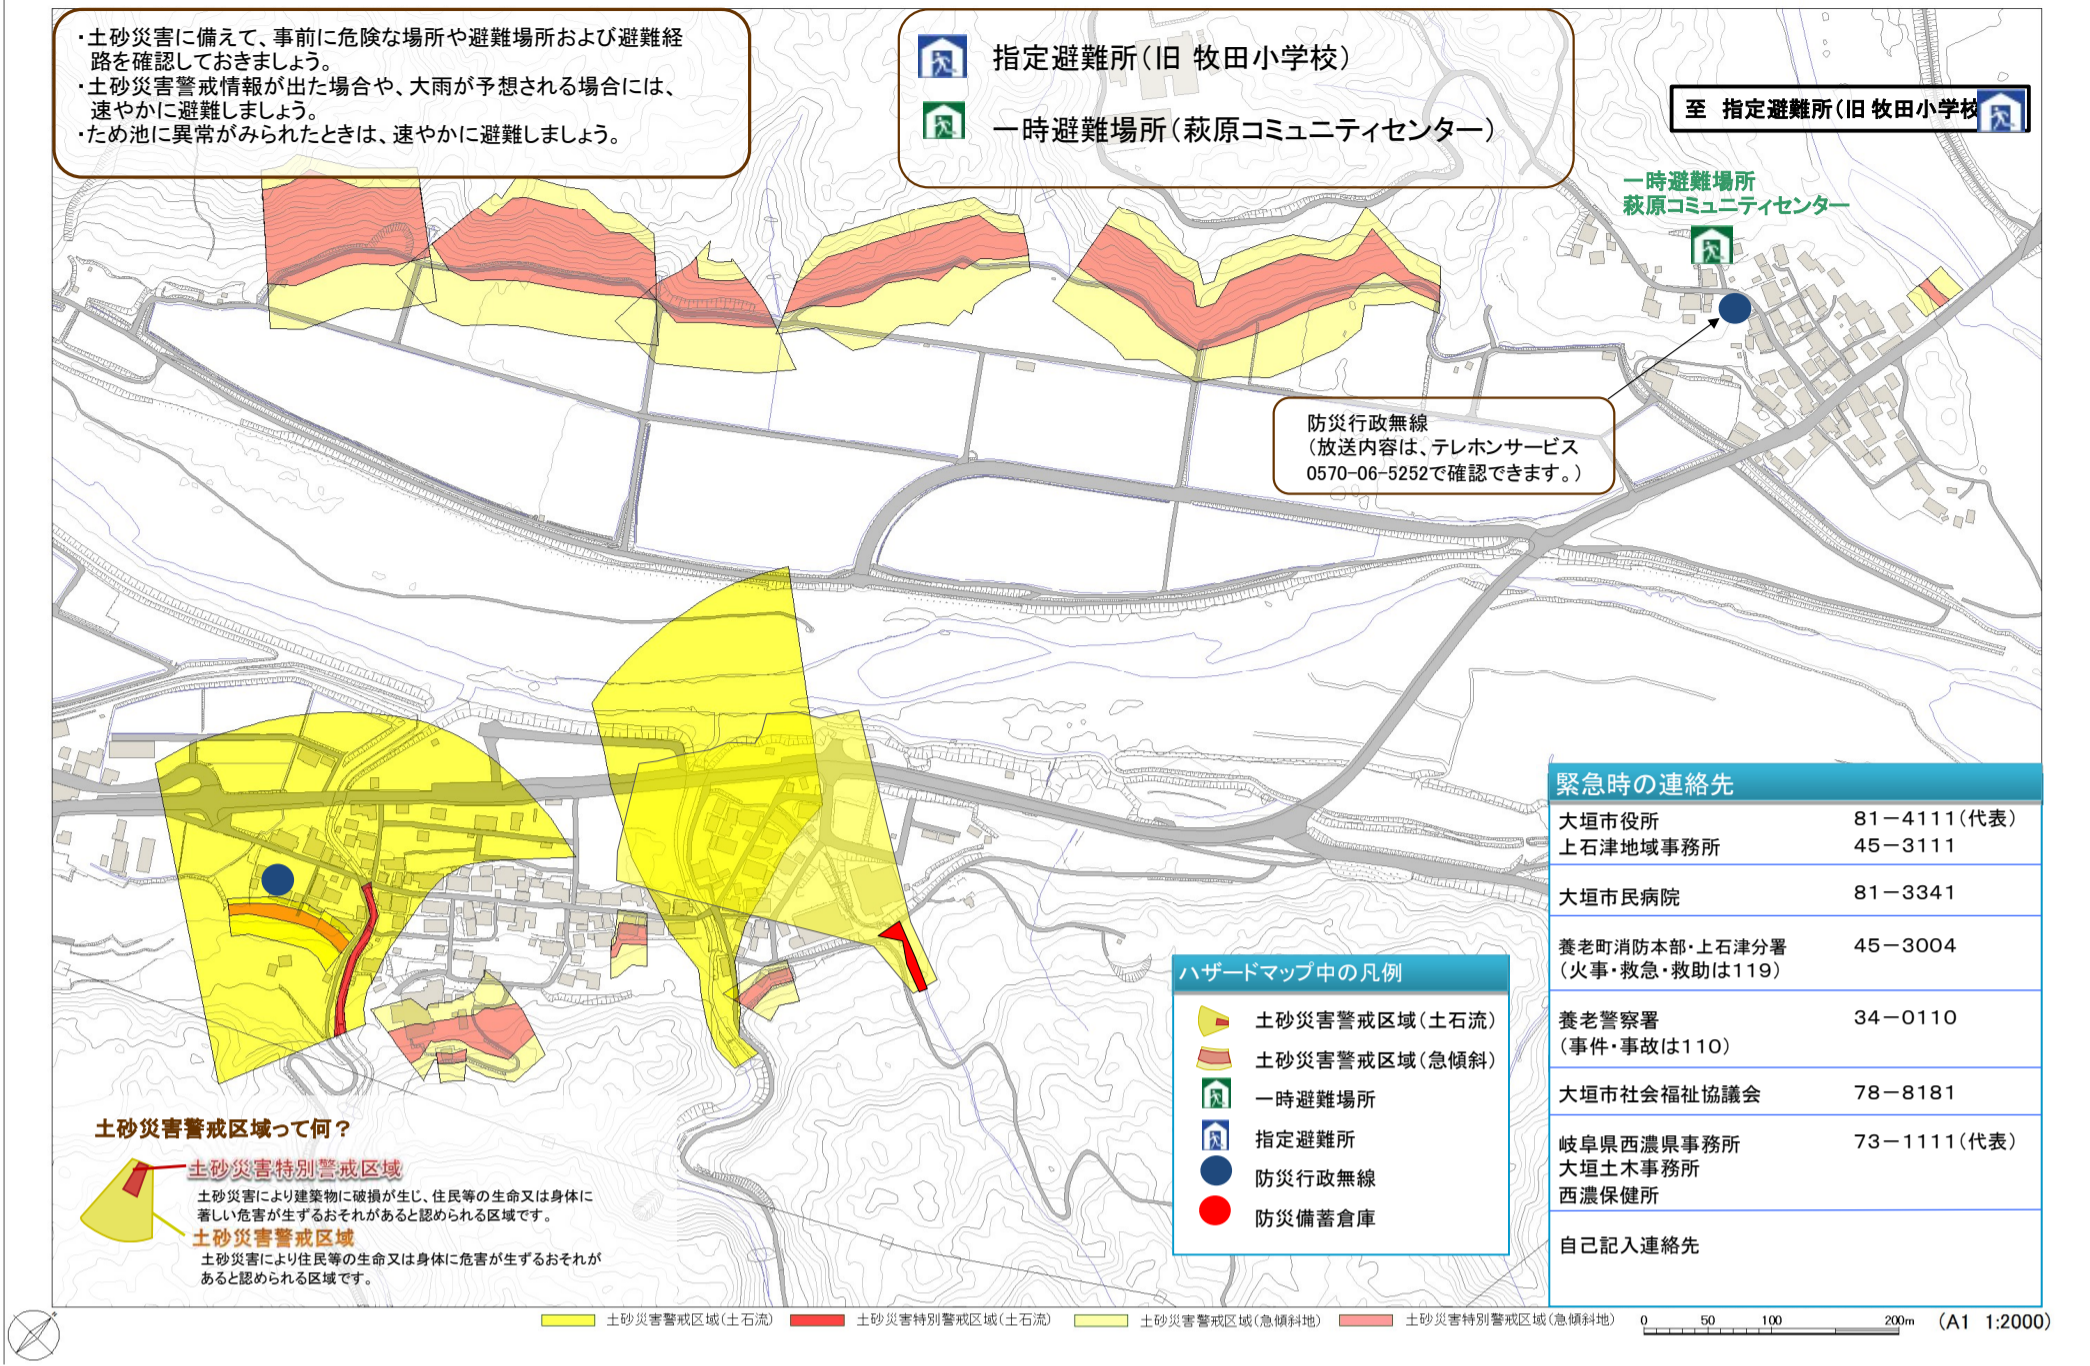 ・土砂災害に備えて、事前に危険な場所や避難場所および避難経
路を確認しておきましょう。
・土砂災害警戒情報が出た場合や、大雨が予想される場合には、
速やかに避難しましょう。
・ため池に異常がみられたときは、速やかに避難しましょう。
指定避難所(旧 牧田小学校)
一時避難場所(萩原コミュニティセンター)
至 指定避難所(旧 牧田小学校
一時避難場所
萩原コミュニティセンター
防災行政無線
(放送内容は、テレホンサービス
0570-06-5252で確認できます。)
緊急時の連絡先
大垣市役所 81-4111(代表)
上石津地域事務所 45-3111
大垣市民病院 81-3341
養老町消防本部・上石津分署 45-3004
(火事・救急・救助は119)
養老警察署 34-0110
(事件・事故は110)
大垣市社会福祉協議会 78-8181
岐阜県西濃県事務所 73-1111(代表)
大垣土木事務所
西濃保健所
自己記入連絡先
ハザードマップ中の凡例
土砂災害警戒区域(土石流)
土砂災害警戒区域(急傾斜)
一時避難場所
指定避難所
防災行政無線
防災備蓄倉庫
土砂災害警戒区域って何?
土砂災害特別警戒区域
土砂災害により建築物に破損が生じ、住民等の生命又は身体に
著しい危害が生ずるおそれがあると認められる区域です。
土砂災害警戒区域
土砂災害により住民等の生命又は身体に危害が生ずるおそれが
あると認められる区域です。
土砂災害警戒区域(土石流) 土砂災害特別警戒区域(土石流) 土砂災害警戒区域(急傾斜地) 土砂災害特別警戒区域(急傾斜地)
0 50 100 200m (A1 1:2000)